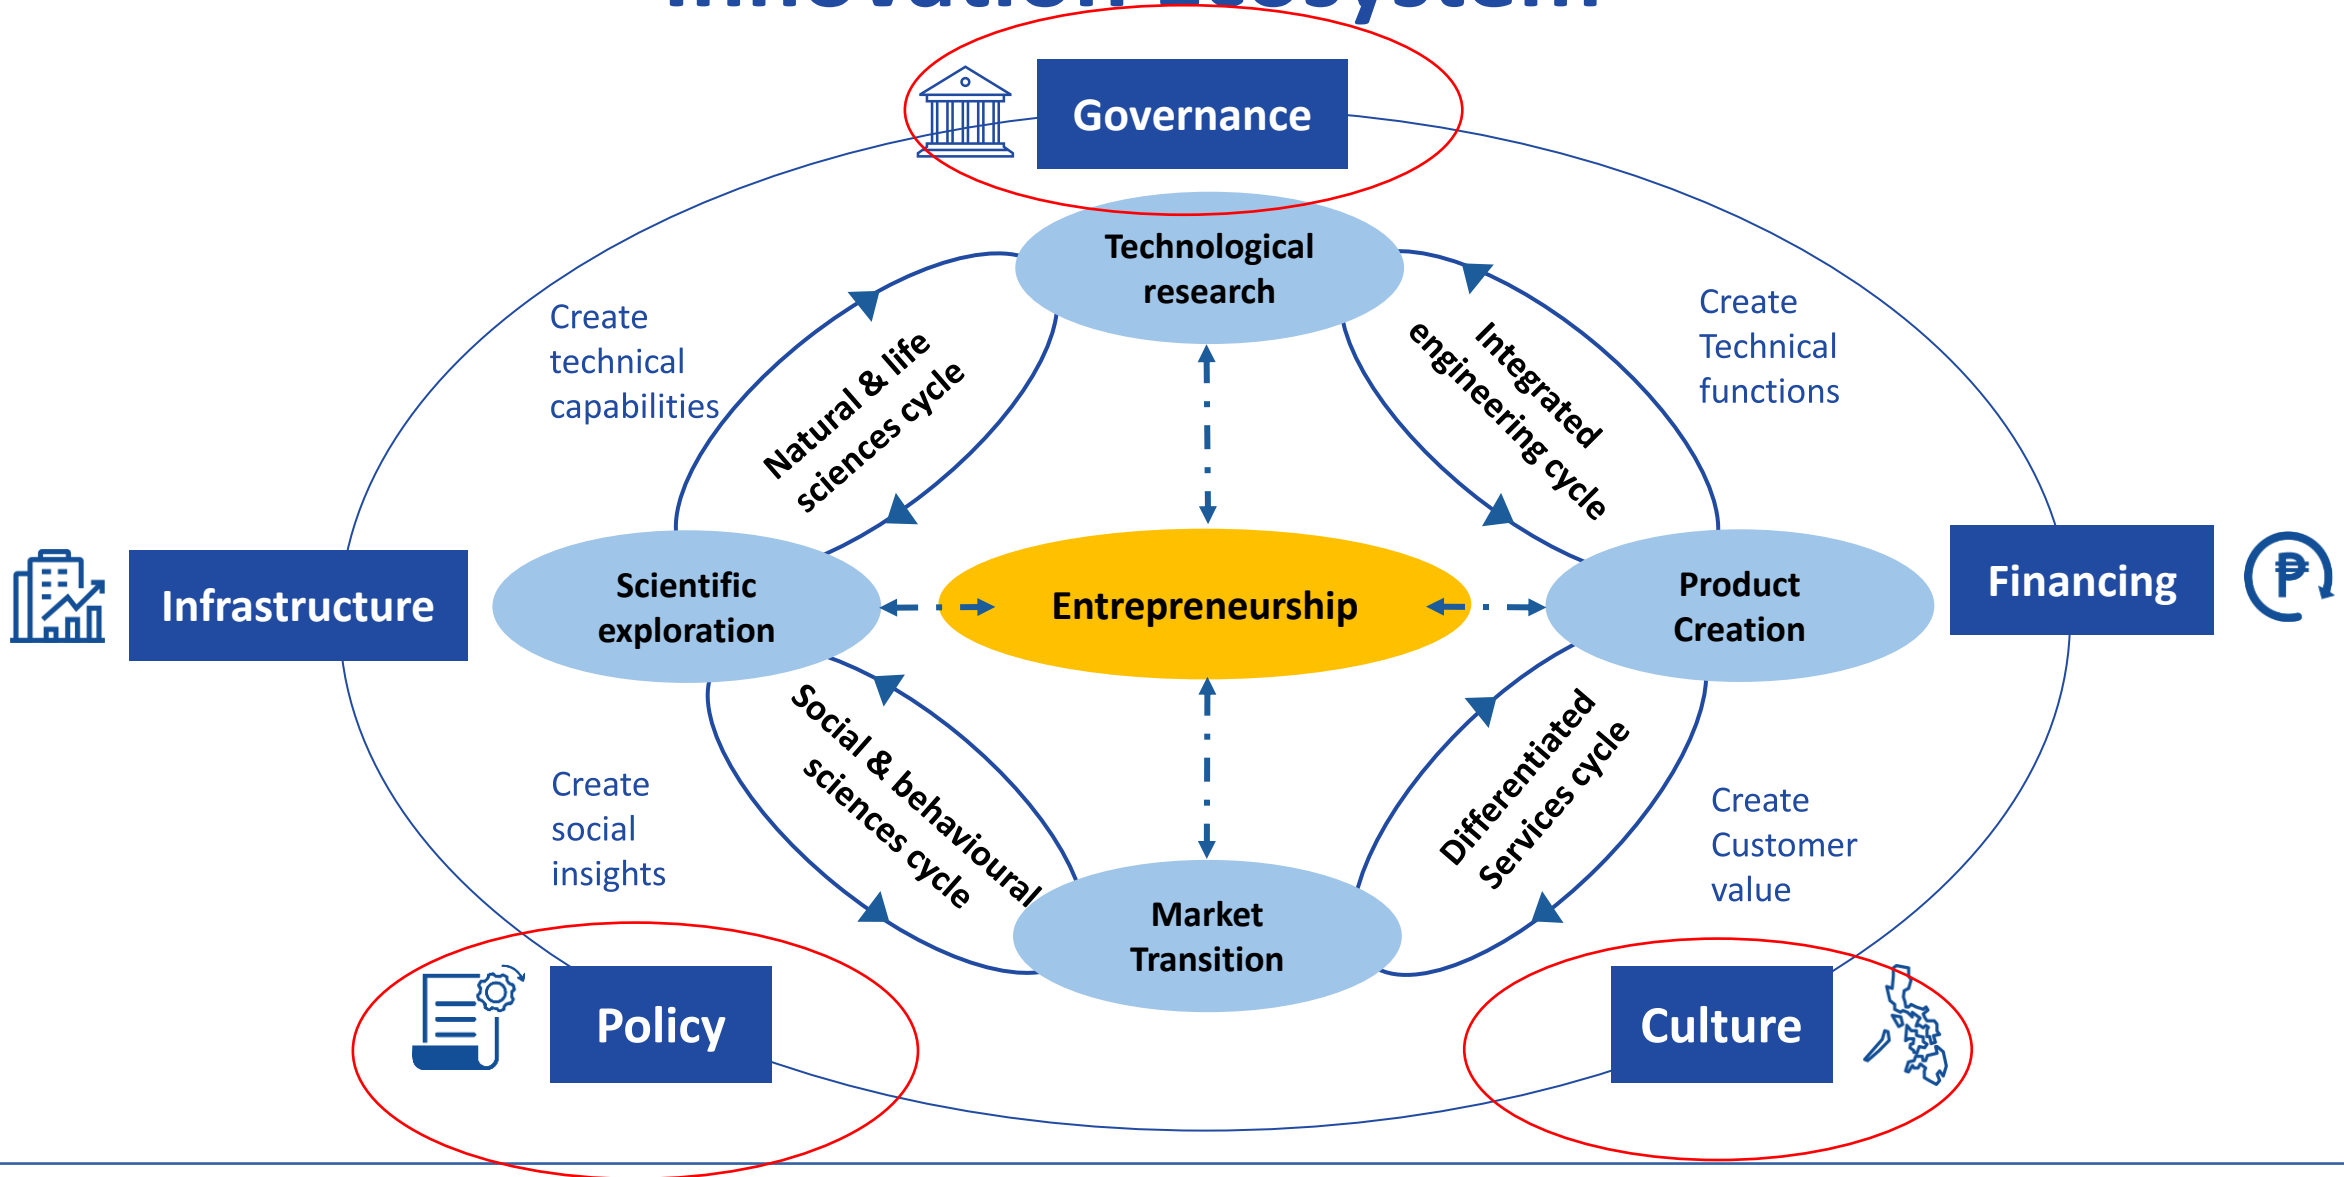 Innovation Ecosystem
Governance
Technological
research
Create
technical
capabilities
Natural & life
sciences cycle
Integrated
engineering cycle
Create
Technical
functions
Infrastructure
Scientific
exploration
Entrepreneurship
Product
Creation
Financing
₱
Create
social
insights
Social & behavioural
sciences cycle
Differentiated
Services cycle
Create
Customer
value
Market
Transition
Policy
Culture